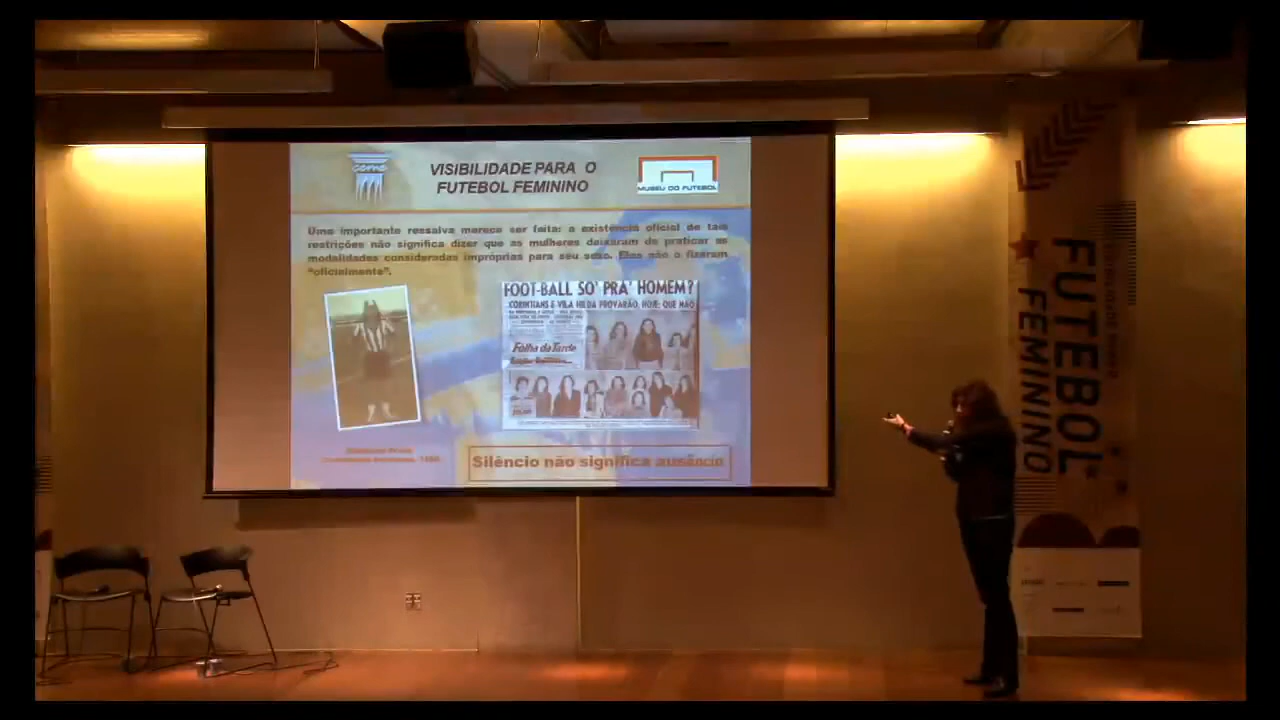 VISIBILIDADE PARA O
FUTEBOL FEMININO
MUSEU DO FUTEBOL
Uma importante ressalva merece ser feita: a existência oficial de tais
restrições não significa dizer que as mulheres deixaram de praticar as
modalidades consideradas impróprias para seu sexo. Elas não o fizeram
"oficialmente".
FOOT-BALL SO' PRA' HOMEM?
CORINTIANS E VILA HILDA PROVARÃO, HOJE, QUE NÃO
Folha da Tarde
Silêncio não significa ausência
FUTEBOL
FEMININO